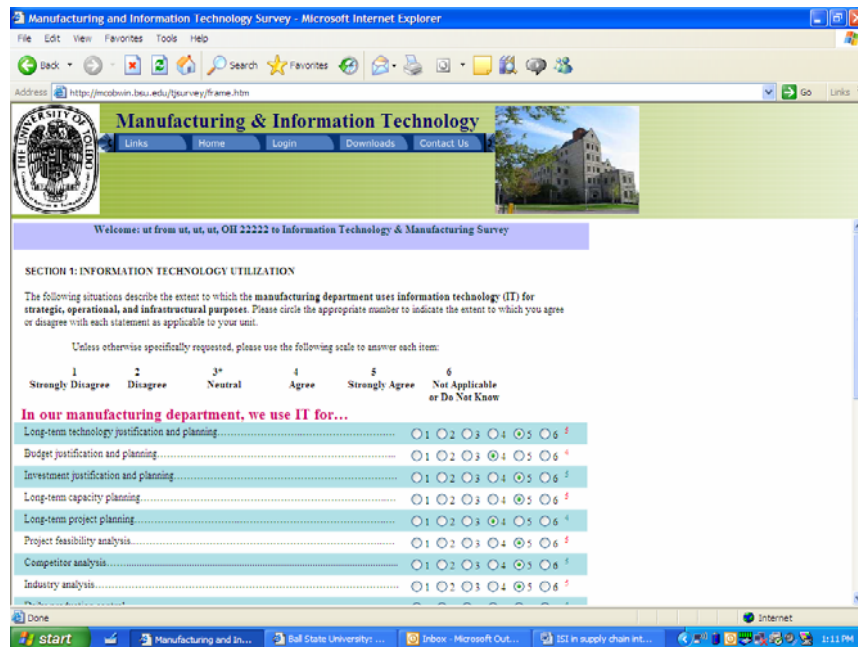 Manufacturing and Information Technology Survey - Microsoft Internet Explorer
File Edit View Favorites Tools Help
Back Search Favorites
Address http://mcobwin.bsu.edu/tjsurvey/frame.htm Go Links
Manufacturing & Information Technology
Links Home Login Downloads Contact Us
Welcome: ut from ut, ut, ut, OH 22222 to Information Technology & Manufacturing Survey
SECTION 1: INFORMATION TECHNOLOGY UTILIZATION
The following situations describe the extent to which the manufacturing department uses information technology (IT) for
strategic, operational, and infrastructural purposes. Please circle the appropriate number to indicate the extent to which you agree
or disagree with each statement as applicable to your unit.
Unless otherwise specifically requested, please use the following scale to answer each item:
1 2 3* 4 5 6
Strongly Disagree Disagree Neutral Agree Strongly Agree Not Applicable
or Do Not Know
In our manufacturing department, we use IT for...
Long-term technology justification and planning 1 2 3 4 5 6 5
Budget justification and planning 1 2 3 4 5 6 4
Investment justification and planning 1 2 3 4 5 6 5
Long-term capacity planning 1 2 3 4 5 6 5
Long-term project planning 1 2 3 4 5 6 4
Project feasibility analysis 1 2 3 4 5 6 5
Competitor analysis 1 2 3 4 5 6 5
Industry analysis 1 2 3 4 5 6 5
Done Internet
start Manufacturing and In... Ball State University: ... Inbox - Microsoft Out... ISI in supply chain int... 1:11 PM